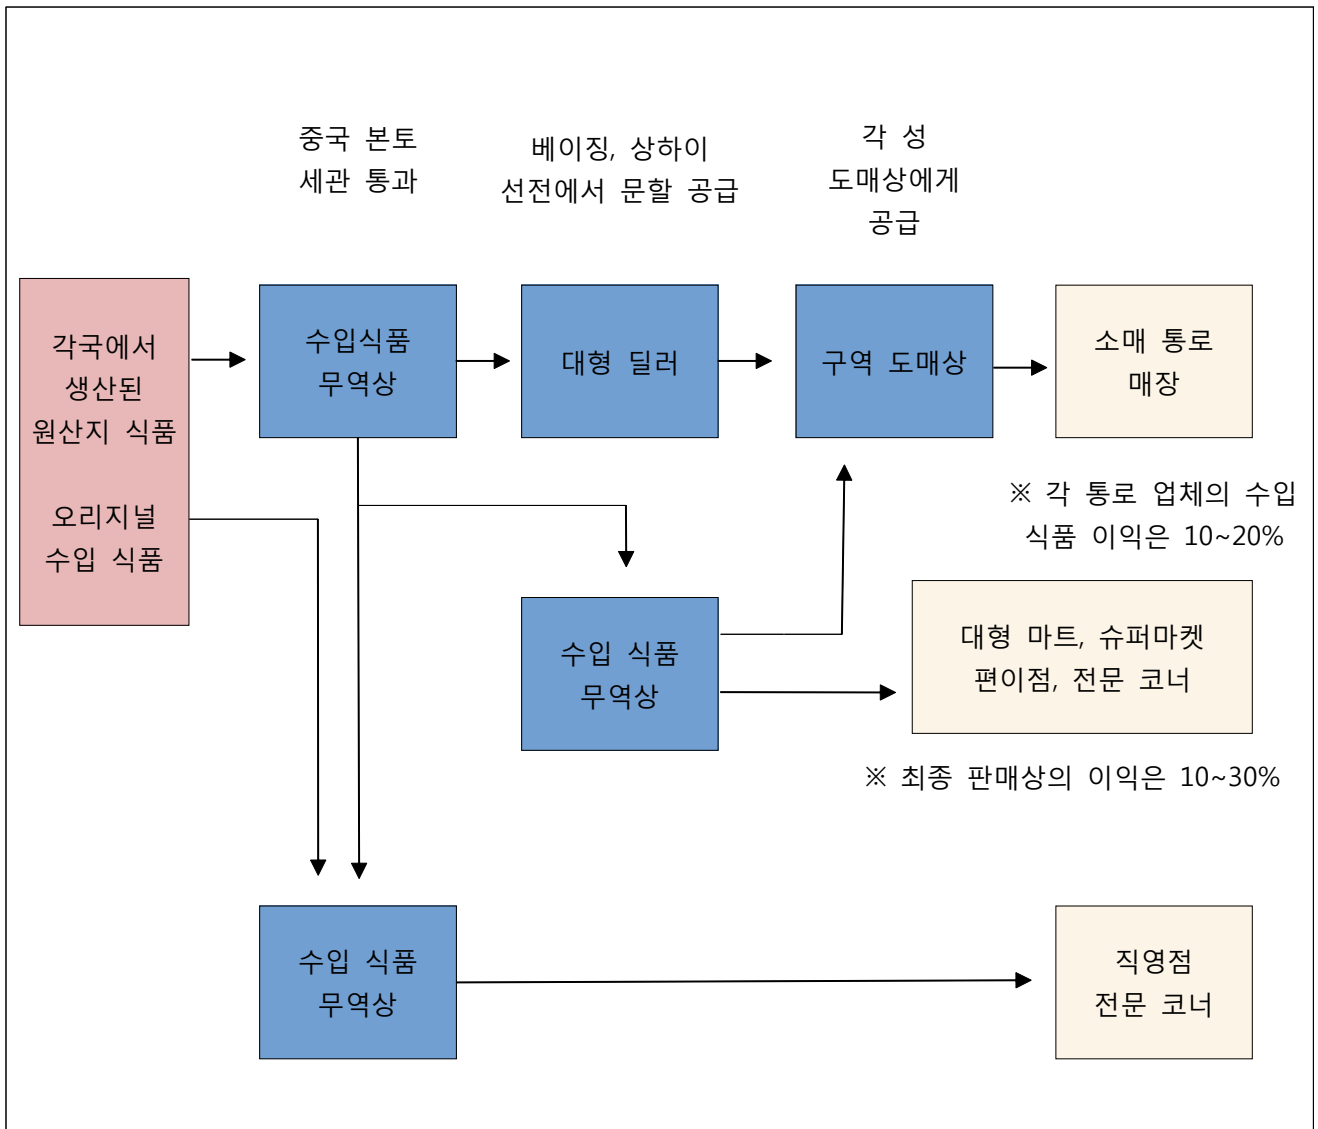 중국 본토
세관 통과
베이징, 상하이
선전에서 문할 공급
각 성
도매상에게
공급
각국에서
생산된
원산지 식품
오리지널
수입 식품
수입식품
무역상
대형 딜러
구역 도매상
소매 통로
매장
※ 각 통로 업체의 수입
식품 이익은 10~20%
수입 식품
무역상
대형 마트, 슈퍼마켓
편이점, 전문 코너
※ 최종 판매상의 이익은 10~30%
수입 식품
무역상
직영점
전문 코너